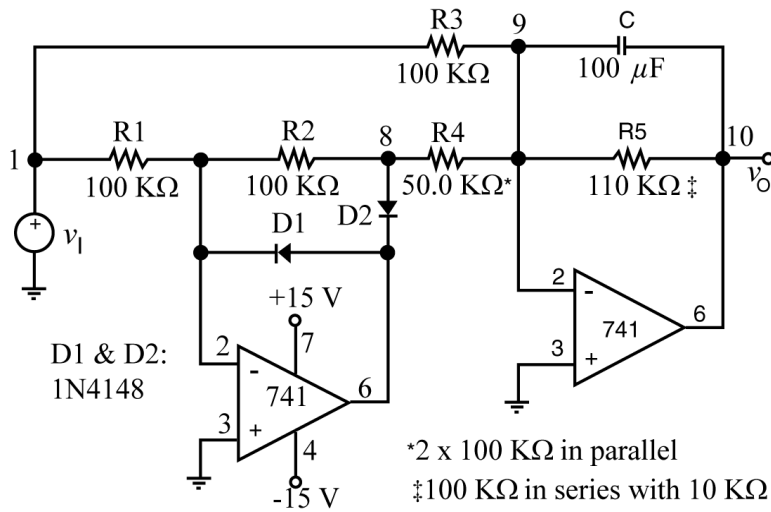 R3
9
C
100 KΩ
100 µF
1
R1
R2
8
R4
R5
10
100 KΩ
100 KΩ
50.0 KΩ*
110 KΩ ‡
vO
+
vI
D2
D1
+15 V
7
D1 & D2:
1N4148
2
-
741
6
3
+
4
-15 V
2
-
741
6
3
+
*2 x 100 KΩ in parallel
‡100 KΩ in series with 10 KΩ